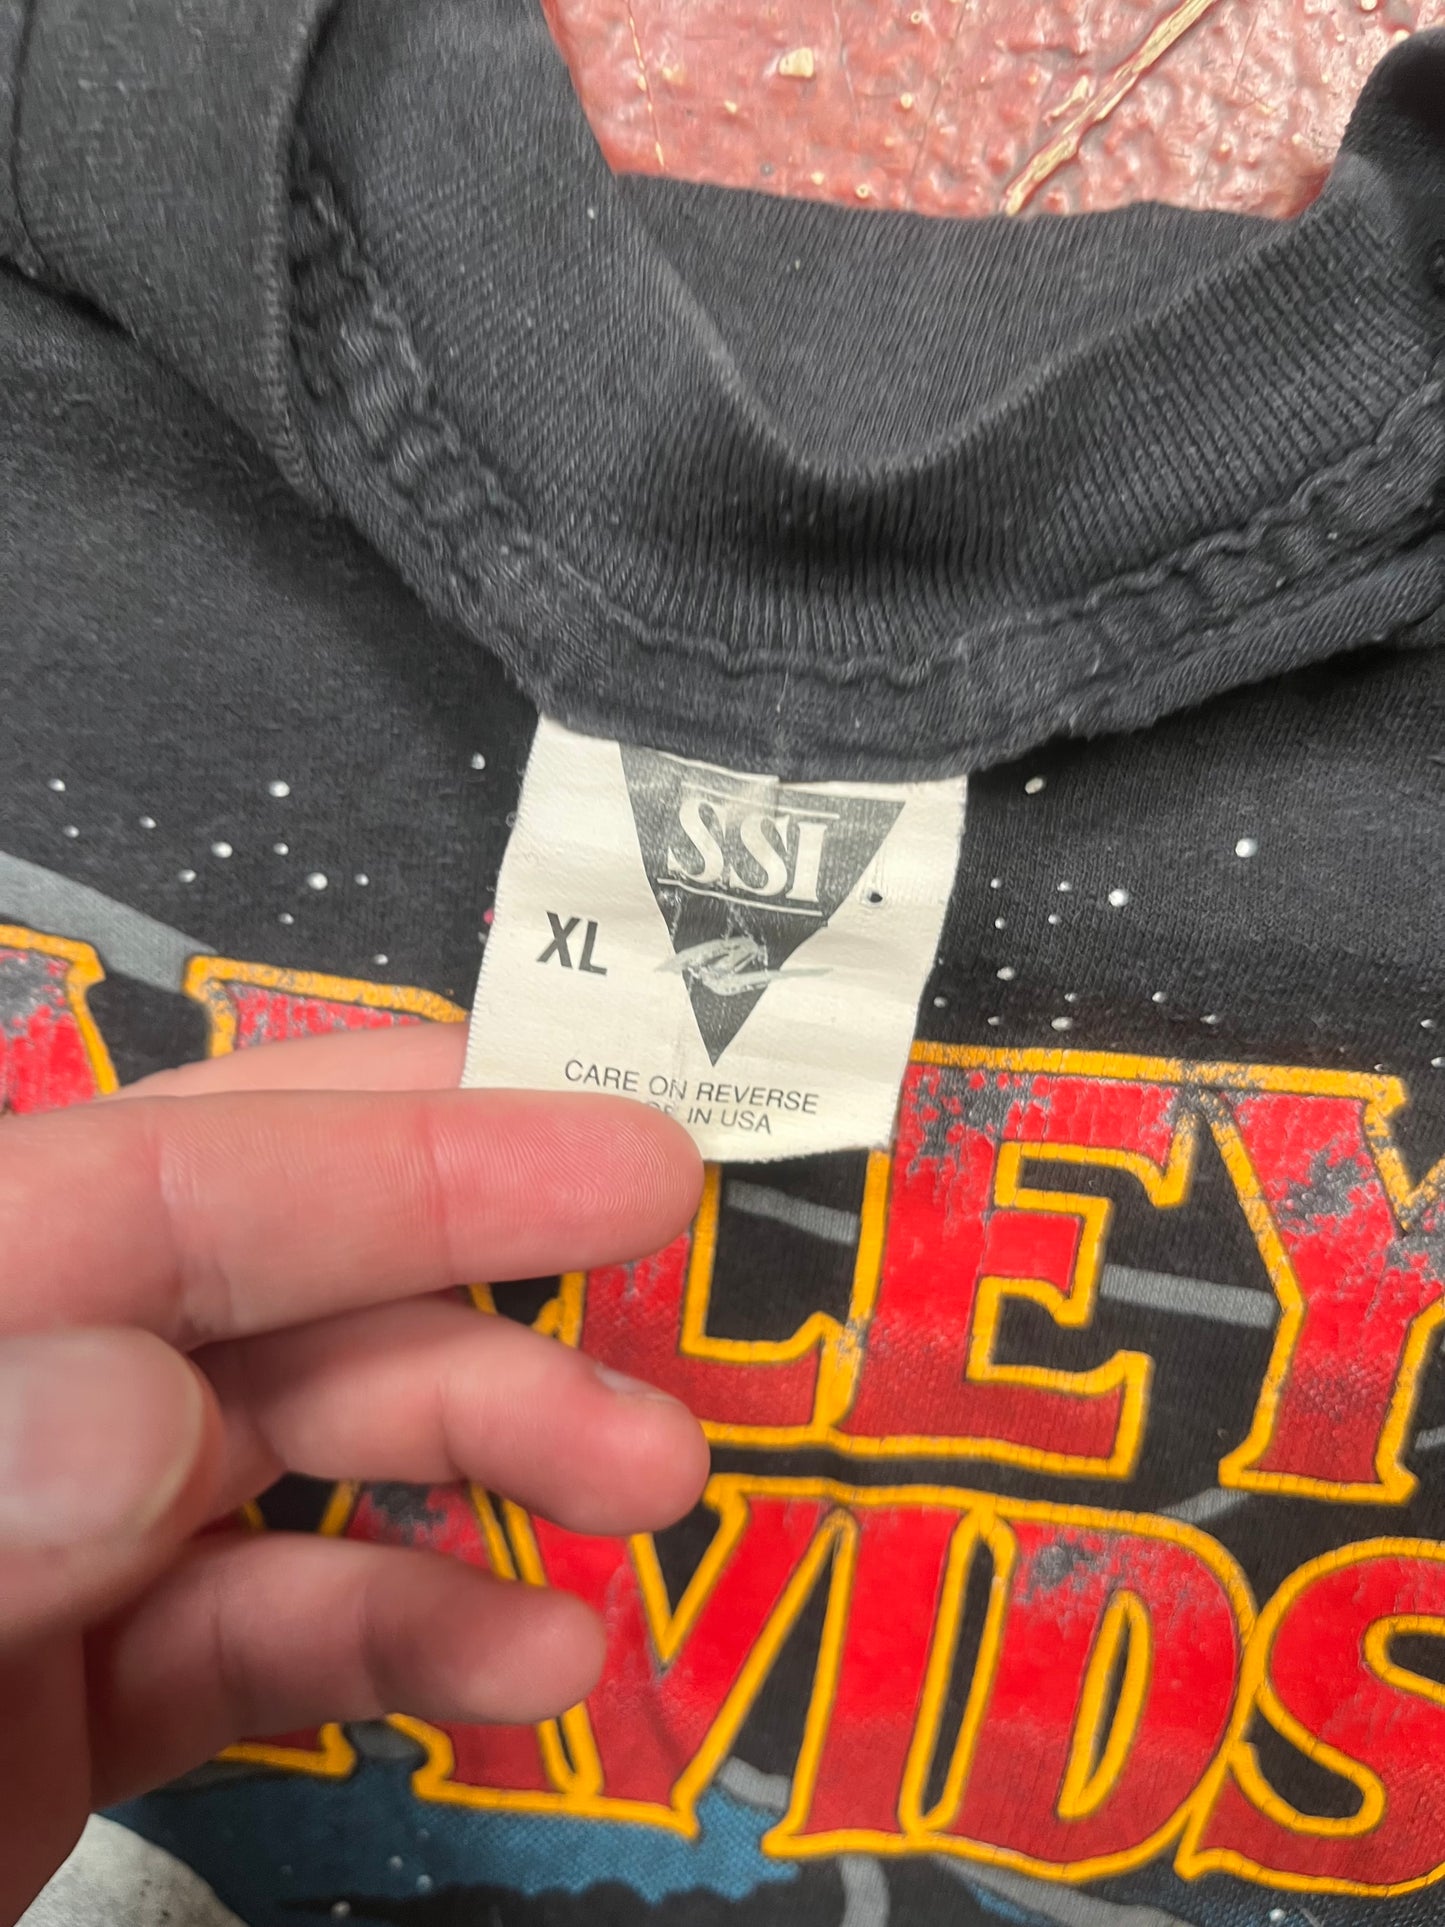 SSI
XL
CARE ON REVERSE
IN USA
LEY
VIDS